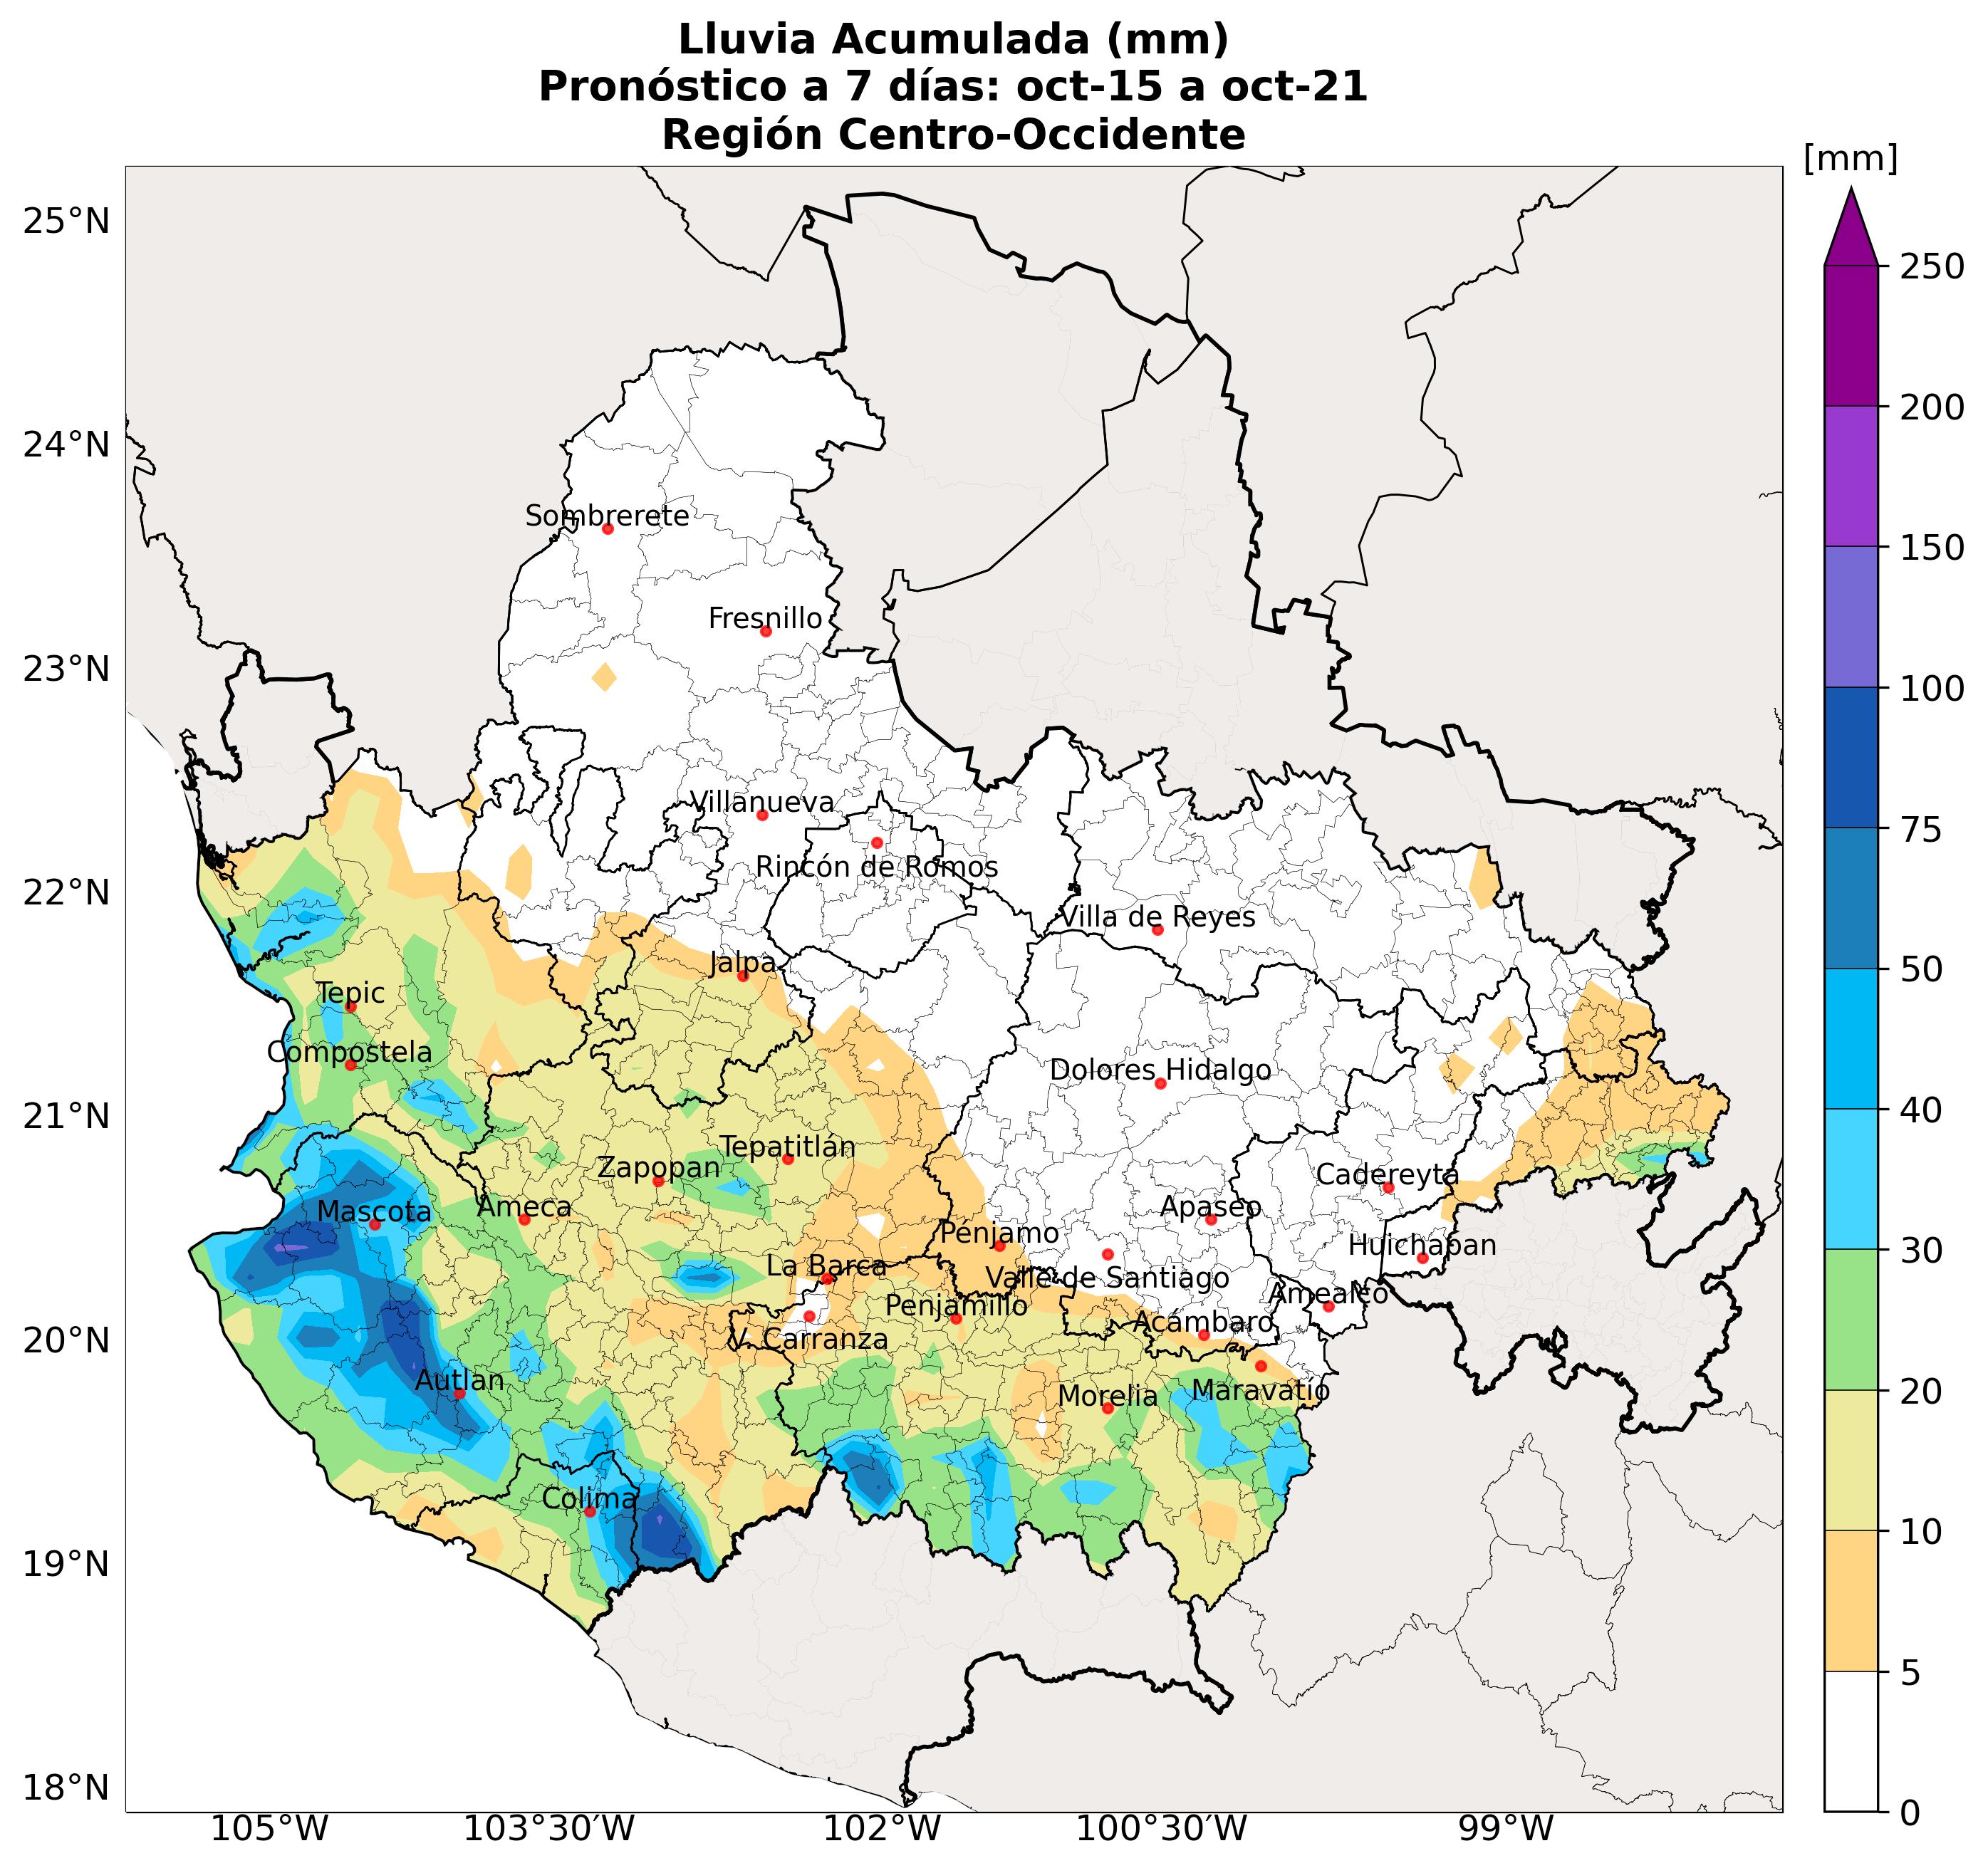 Lluvia Acumulada (mm)
Pronóstico a 7 días: oct-15 a oct-21
Región Centro-Occidente
[mm]
25°N
24°N
23°N
22°N
21°N
20°N
19°N
18°N
105°W
103°30'W
102°W
100°30'W
99°W
250
200
150
100
75
50
40
30
20
10
5
0
Sombrerete
Fresnillo
Villanueva
Rincón de Romos
Villa de Reyes
Jalpa
Tepic
Compostela
Dolores Hidalgo
Tepatitlán
Zapopan
Cadereyta
Mascota
Ameca
Apaseo
Pénjamo
Huichapan
La Barca
Valle de Santiago
Amealco
Penjamillo
Acámbaro
V. Carranza
Autlan
Morelia
Maravatío
Colima